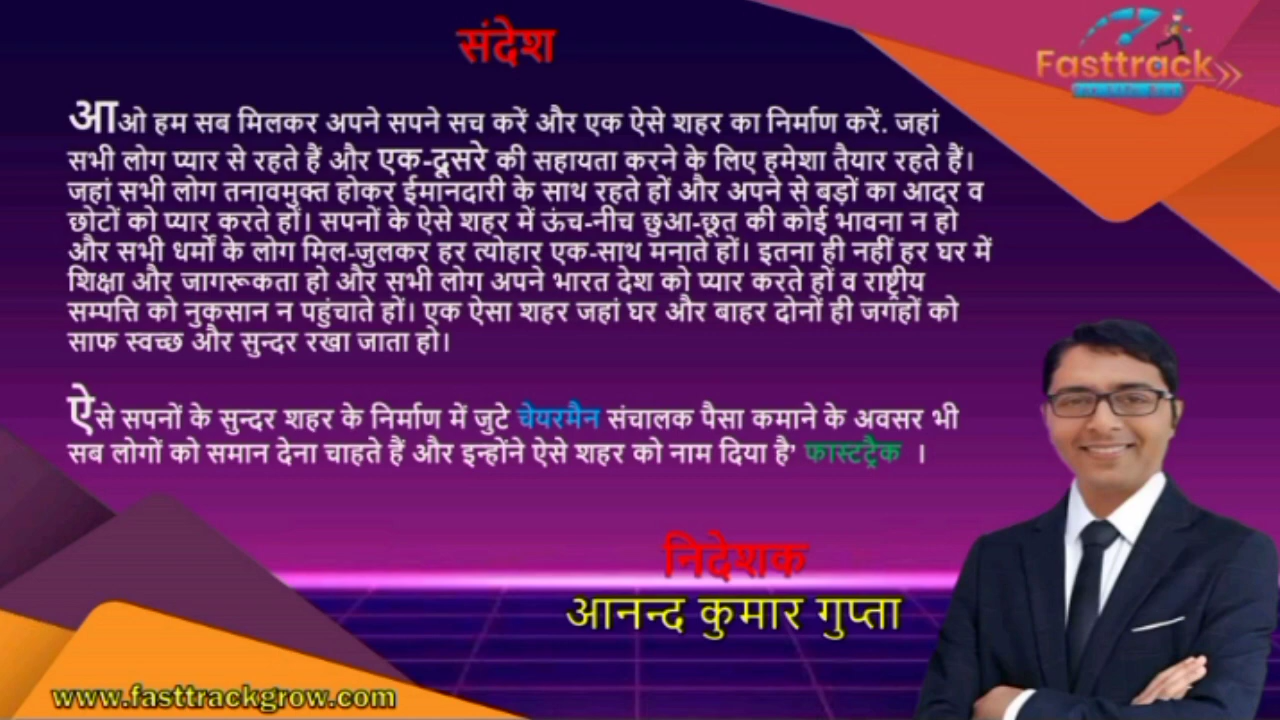 संदेश
Fasttrack
आओ हम सब मिलकर अपने सपने सच करें और एक ऐसे शहर का निर्माण करें. जहां
सभी लोग प्यार से रहते हैं और एक-दूसरे की सहायता करने के लिए हमेशा तैयार रहते हैं।
जहां सभी लोग तनावमुक्त होकर ईमानदारी के साथ रहते हों और अपने से बड़ों का आदर व
छोटों को प्यार करते हों। सपनों के ऐसे शहर में ऊंच-नीच छुआ-छूत की कोई भावना न हो
और सभी धर्मों के लोग मिल-जुलकर हर त्योहार एक-साथ मनाते हों। इतना ही नहीं हर घर में
शिक्षा और जागरूकता हो और सभी लोग अपने भारत देश को प्यार करते हों व राष्ट्रीय
सम्पत्ति को नुकसान न पहुंचाते हों। एक ऐसा शहर जहां घर और बाहर दोनों ही जगहों को
साफ स्वच्छ और सुन्दर रखा जाता हो।
ऐसे सपनों के सुन्दर शहर के निर्माण में जुटे चेयरमैन संचालक पैसा कमाने के अवसर भी
सब लोगों को समान देना चाहते हैं और इन्होंने ऐसे शहर को नाम दिया है’ फास्टट्रैक ।
निदेशक
आनन्द कुमार गुप्ता
www.fasttrackgrow.com